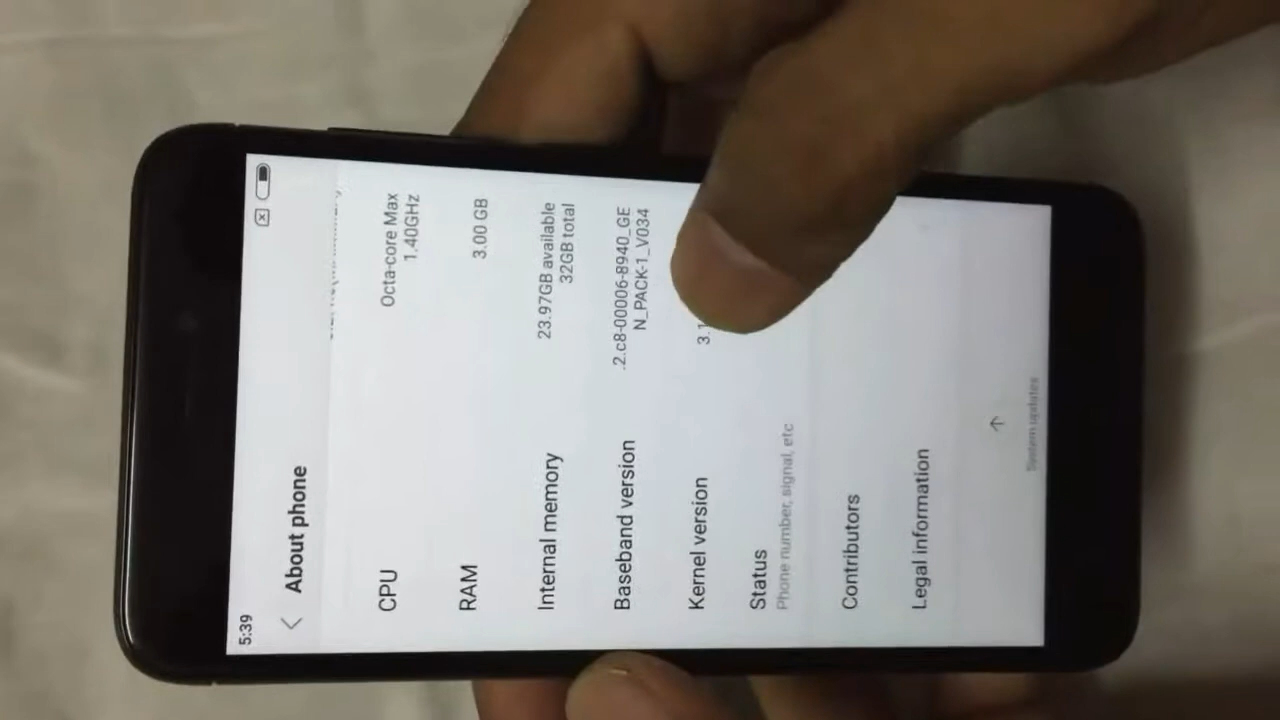 5:39
About phone
CPU
Octa-core Max
1.40GHz
RAM
3.00 GB
Internal memory
23.97GB available
32GB total
Baseband version
.2.c8-00006-8940_GE
N_PACK-1_V034
Kernel version
3.1
Status
Phone number, signal, etc
Contributors
Legal information
System updates